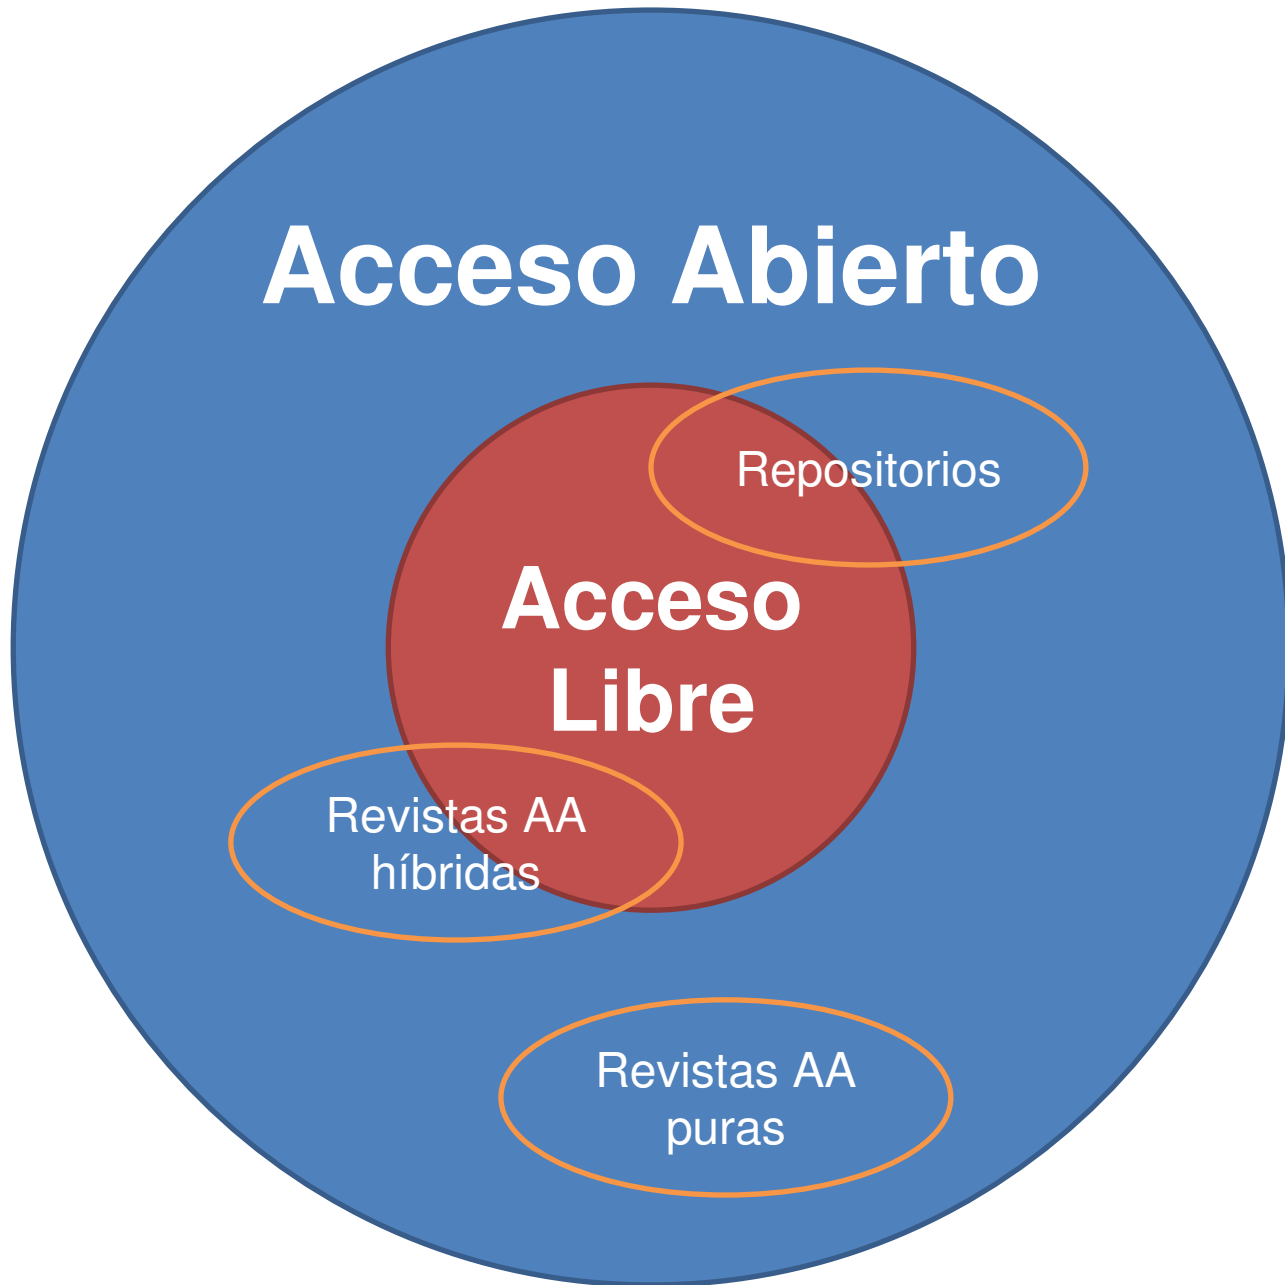 Acceso Abierto
Repositorios
Acceso
Libre
Revistas AA
híbridas
Revistas AA
puras